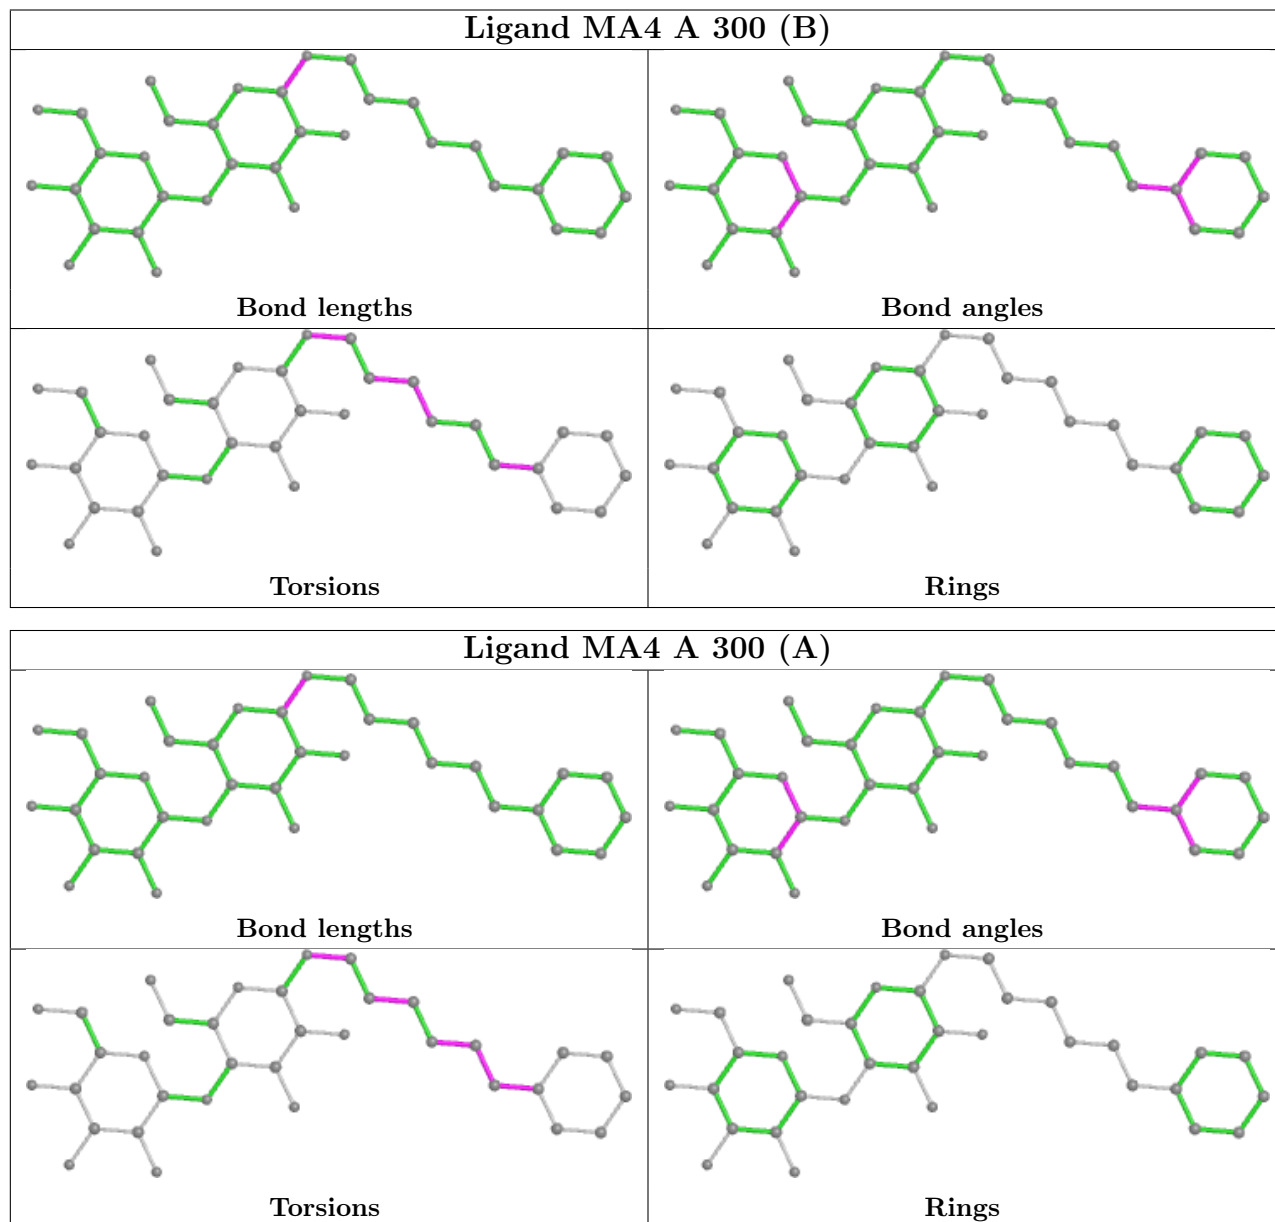 Ligand MA4 A 300 (B)
Bond lengths
Bond angles
Torsions
Rings
Ligand MA4 A 300 (A)
Bond lengths
Bond angles
Torsions
Rings